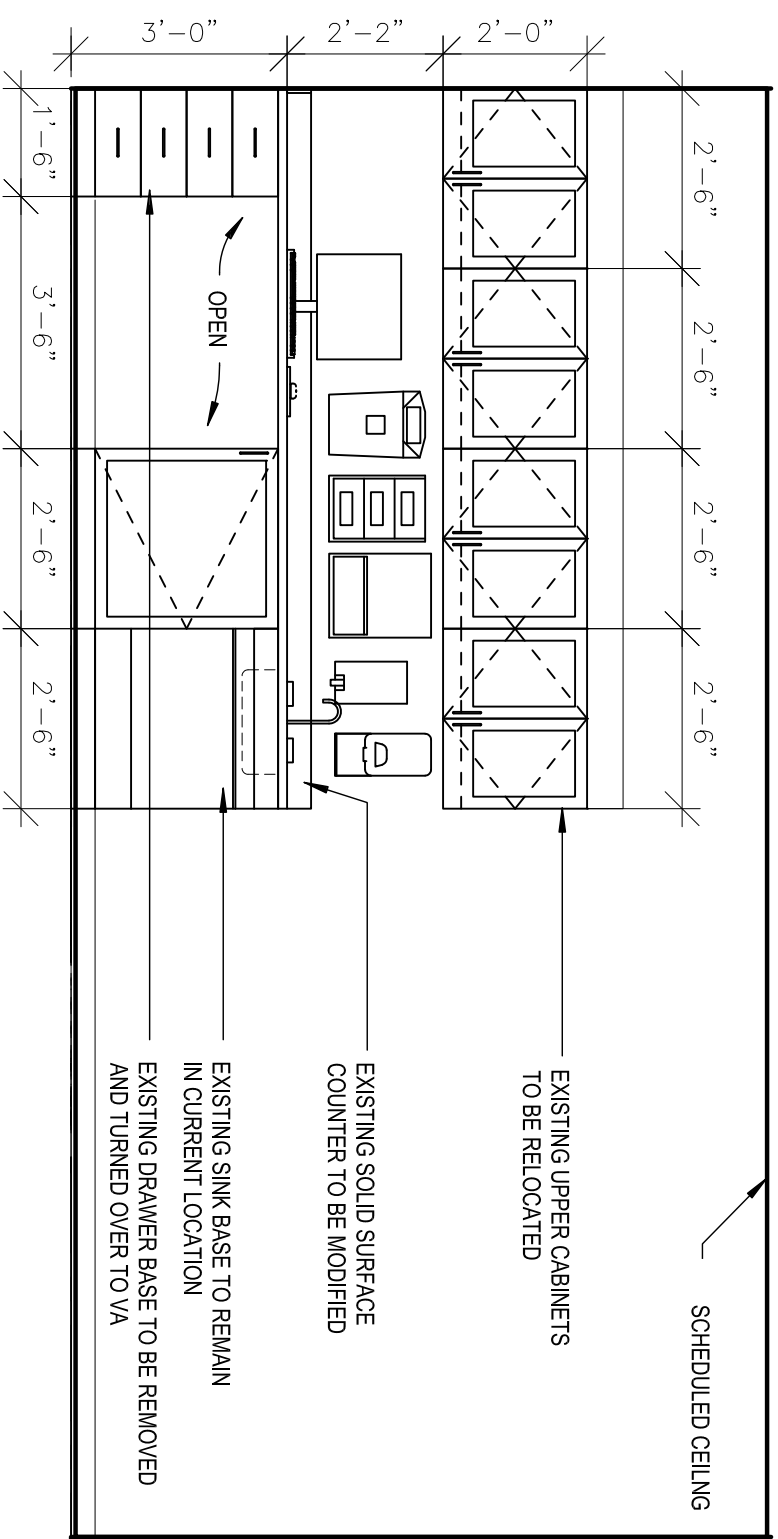 SCHEDULED CEILNG
2'-6"
2'-6"
2'-6"
2'-6"
2'-0"
EXISTING UPPER CABINETS
TO BE RELOCATED
2'-2"
EXISTING SOLID SURFACE
COUNTER TO BE MODIFIED
3'-0"
OPEN
EXISTING SINK BASE TO REMAIN
IN CURRENT LOCATION
EXISTING DRAWER BASE TO BE REMOVED
AND TURNED OVER TO VA
1'-6"
3'-6"
2'-6"
2'-6"